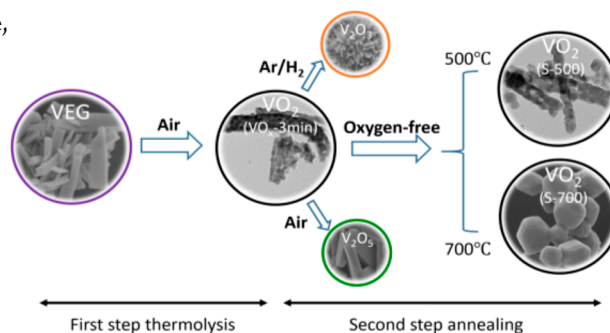 e,
V₂O₃
Ar/H₂
VEG
Air
VO₂
(VOₓ-3min)
Oxygen-free
Air
V₂O₅
500℃
VO₂
(S-500)
VO₂
(S-700)
700℃
First step thermolysis
Second step annealing